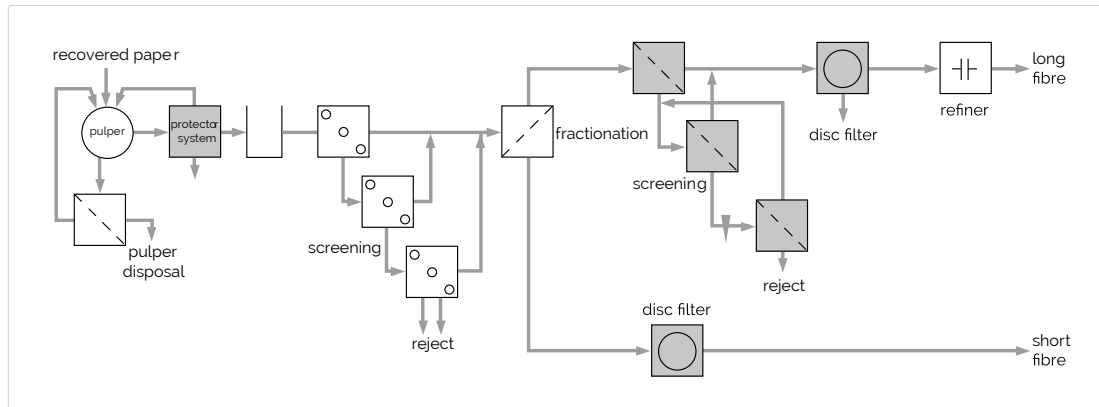 recovered paper
pulper
protector
system
pulper
disposal
screening
reject
fractionation
screening
reject
disc filter
refiner
long
fibre
disc filter
short
fibre